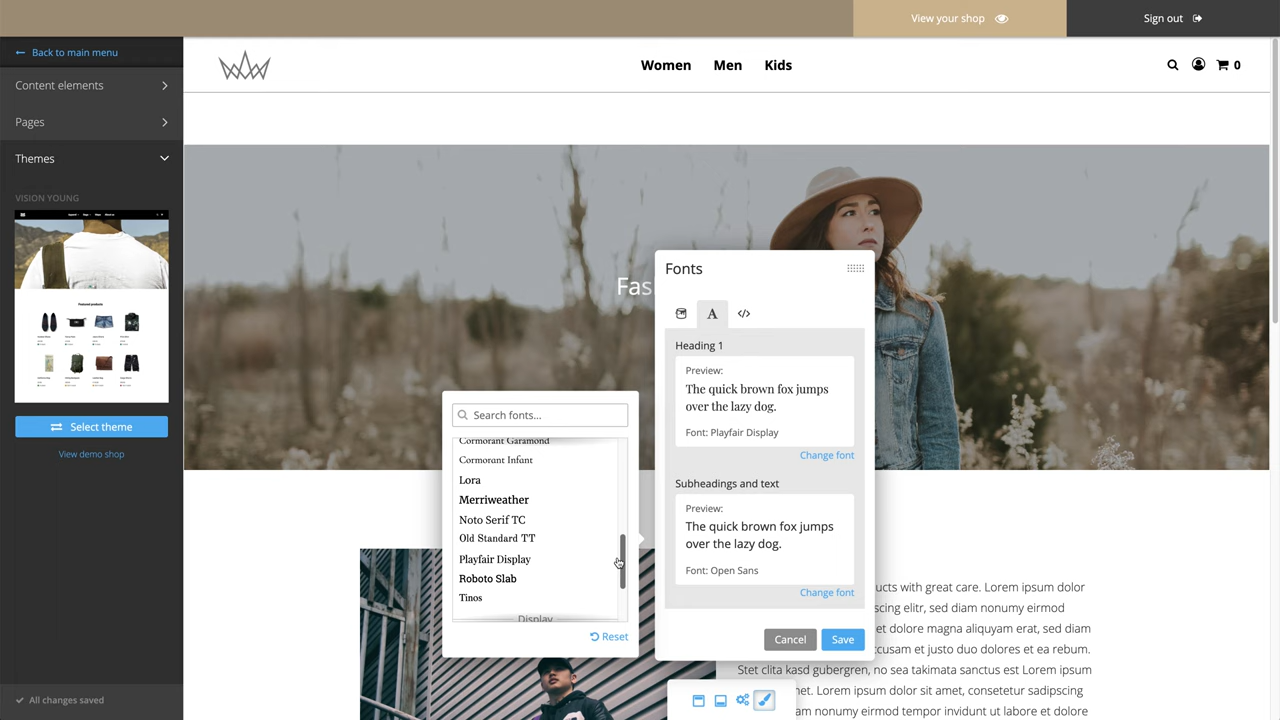 View your shop
Sign out
Back to main menu
Content elements
Pages
Themes
VISION YOUNG
Featured products
Select theme
View demo shop
All changes saved
Women Men Kids
0
Fas
Fonts
A
Heading 1
Preview:
The quick brown fox jumps
over the lazy dog.
Font: Playfair Display
Change font
Subheadings and text
Preview:
The quick brown fox jumps
over the lazy dog.
Font: Open Sans
Change font
Cancel Save
Search fonts...
Cormorant Garamond
Cormorant Infant
Lora
Merriweather
Noto Serif TC
Old Standard TT
Playfair Display
Roboto Slab
Tinos
Display
Reset
ucts with great care. Lorem ipsum dolor
scing elitr, sed diam nonumy eirmod
et dolore magna aliquyam erat, sed diam
ccusam et justo duo dolores et ea rebum.
Stet clita kasd gubergren, no sea takimata sanctus est Lorem ipsum
met. Lorem ipsum dolor sit amet, consetetur sadipscing
am nonumy eirmod tempor invidunt ut labore et dolore